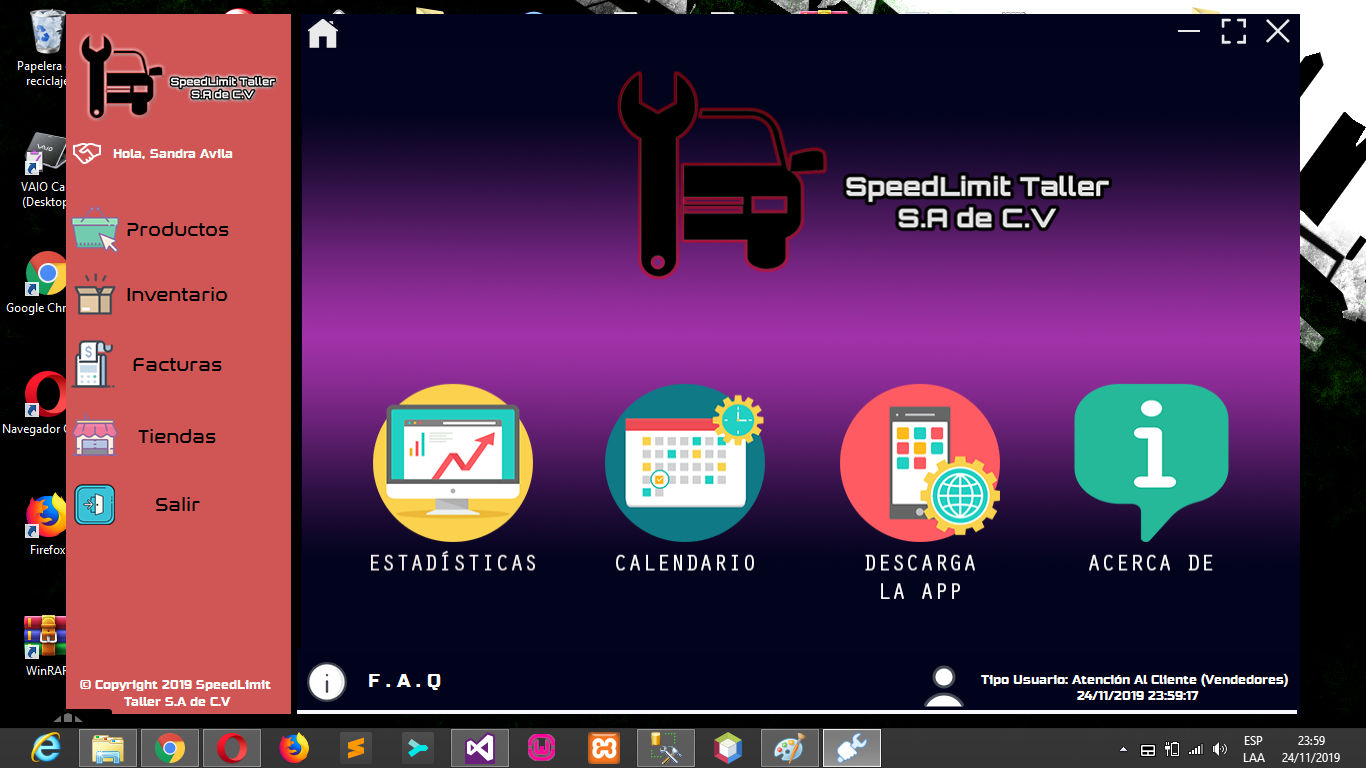 Papelera
reciclaje
VAIO Ca
(Desktop
Google Chr
Navegador
Firefox
WinRAR
SpeedLimit Taller
S.A de C.V
Hola, Sandra Avila
Productos
Inventario
Facturas
Tiendas
Salir
© Copyright 2019 SpeedLimit
Taller S.A de C.V
SpeedLimit Taller
S.A de C.V
ESTADÍSTICAS
CALENDARIO
DESCARGA
LA APP
ACERCA DE
F.A.Q
Tipo Usuario: Atención Al Cliente (Vendedores)
24/11/2019 23:59:17
ESP
LAA
23:59
24/11/2019